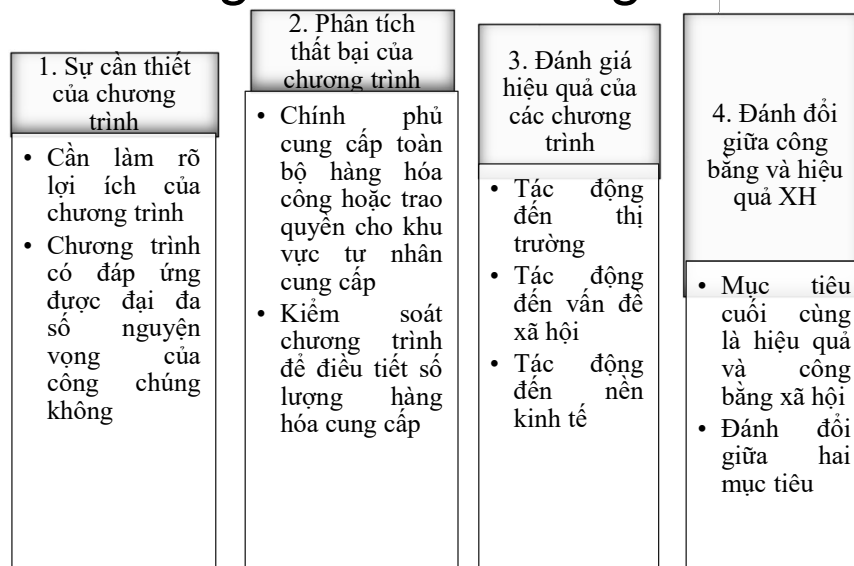 1. Sự cần thiết
của chương
trình
• Cần làm rõ
lợi ích của
chương trình
• Chương trình
có đáp ứng
được đại đa
số nguyện
vọng của
công chúng
không
2. Phân tích
thất bại của
chương trình
• Chính phủ
cung cấp toàn
bộ hàng hóa
công hoặc trao
quyền cho khu
vực tư nhân
cung cấp
• Kiểm soát
chương trình
để điều tiết số
lượng hàng
hóa cung cấp
3. Đánh giá
hiệu quả của
các chương
trình
• Tác động
đến thị
trường
• Tác động
đến vấn đề
xã hội
• Tác động
đến nền
kinh tế
4. Đánh đổi
giữa công
bằng và hiệu
quả XH
• Mục tiêu
cuối cùng
là hiệu quả
và công
bằng xã hội
• Đánh đổi
giữa hai
mục tiêu